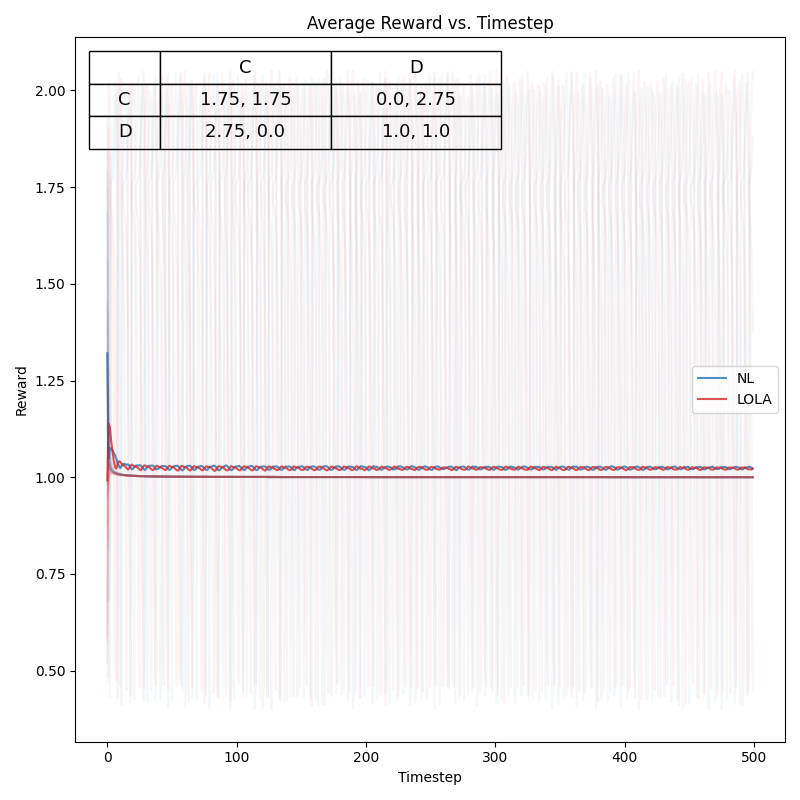 Average Reward vs. Timestep
C D
C 1.75, 1.75 0.0, 2.75
D 2.75, 0.0 1.0, 1.0
2.00
1.75
1.50
1.25
1.00
0.75
0.50
Reward
NL
LOLA
0 100 200 300 400 500
Timestep